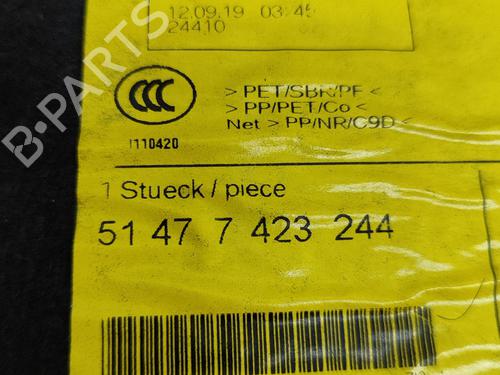 12.09.19 03:45
24410
CCC
> PET/SBR/PF <
> PP/PET/Co <
Net > PP/NR/C9D <
1110420
1 Stueck / piece
51 47 7 423 244
B-PARTS